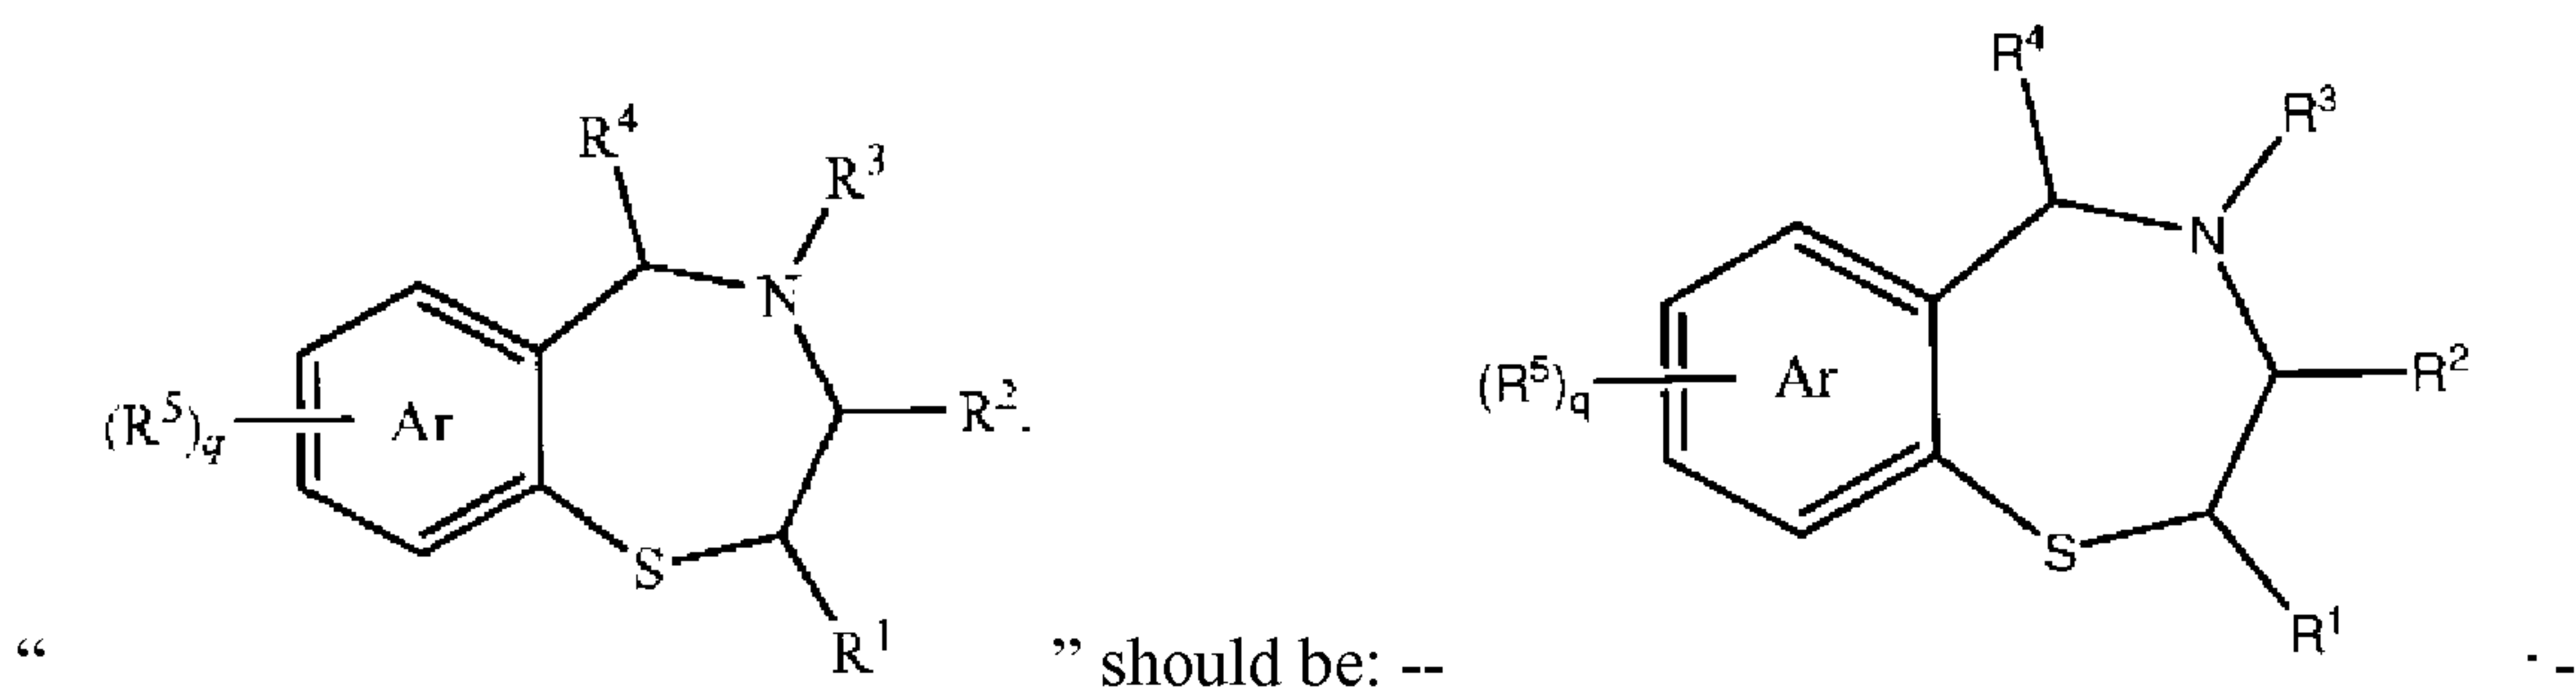 R⁴
R³
N
(R⁵)q
Ar
R².
S
R¹
R⁴
R³
N
(R⁵)q
Ar
R²
S
R¹
“ ” should be: -- . -